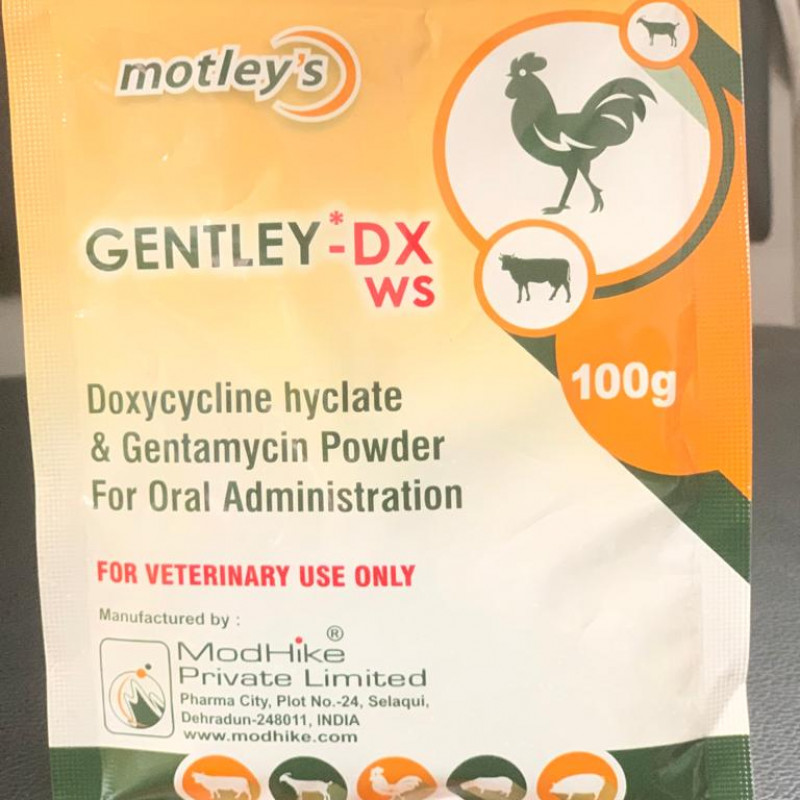 motley's
GENTLEY*-DX
WS
100g
Doxycycline hyclate
& Gentamycin Powder
For Oral Administration
FOR VETERINARY USE ONLY
Manufactured by :
ModHike®
Private Limited
Pharma City, Plot No.-24, Selaqui,
Dehradun-248011, INDIA
www.modhike.com